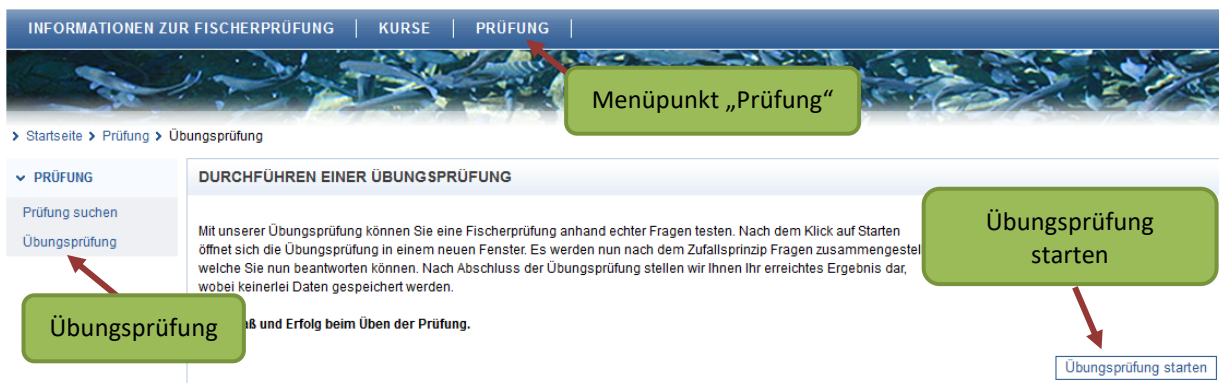 INFORMATIONEN ZUR FISCHERPRÜFUNG | KURSE | PRÜFUNG |
Menüpunkt „Prüfung“
> Startseite > Prüfung > Übungsprüfung
PRÜFUNG
Prüfung suchen
Übungsprüfung
Übungsprüfung
DURCHFÜHREN EINER ÜBUNGSPRÜFUNG
Mit unserer Übungsprüfung können Sie eine Fischerprüfung anhand echter Fragen testen. Nach dem Klick auf Starten
öffnet sich die Übungsprüfung in einem neuen Fenster. Es werden nun nach dem Zufallsprinzip Fragen zusammengestel
welche Sie nun beantworten können. Nach Abschluss der Übungsprüfung stellen wir Ihnen Ihr erreichtes Ergebnis dar,
wobei keinerlei Daten gespeichert werden.
und Erfolg beim Üben der Prüfung.
Übungsprüfung
starten
Übungsprüfung starten